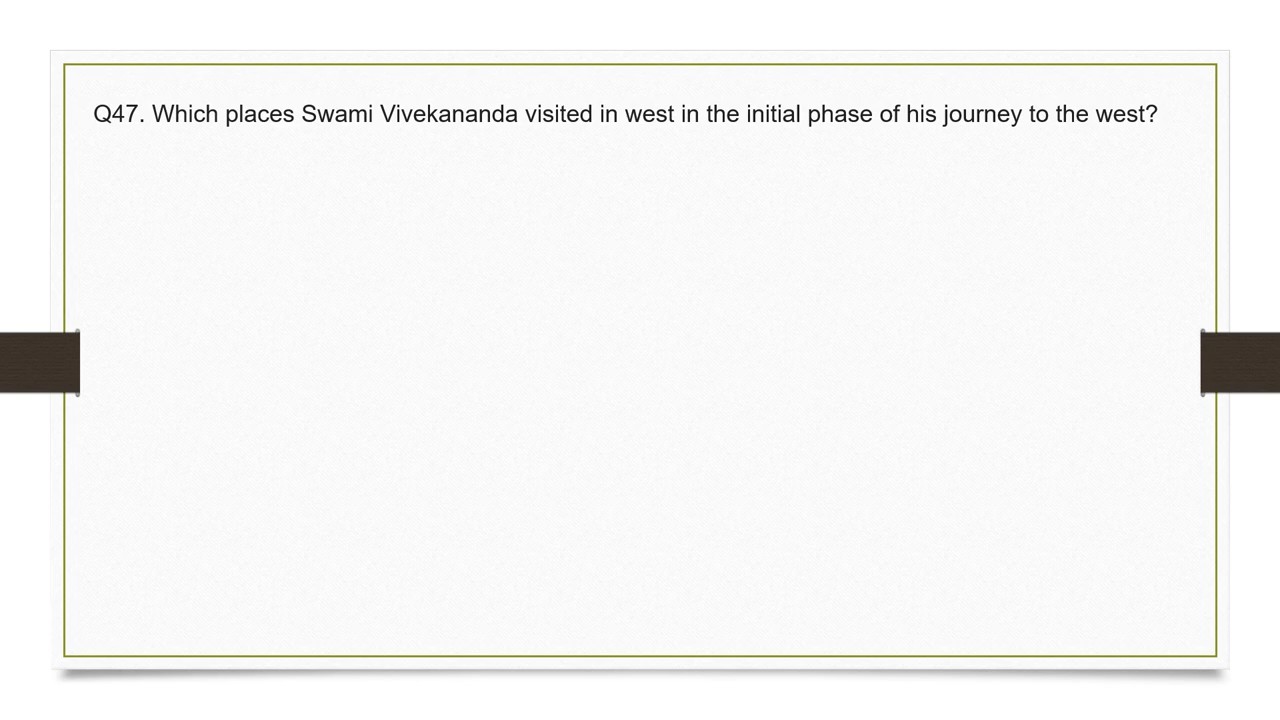 Q47. Which places Swami Vivekananda visited in west in the initial phase of his journey to the west?